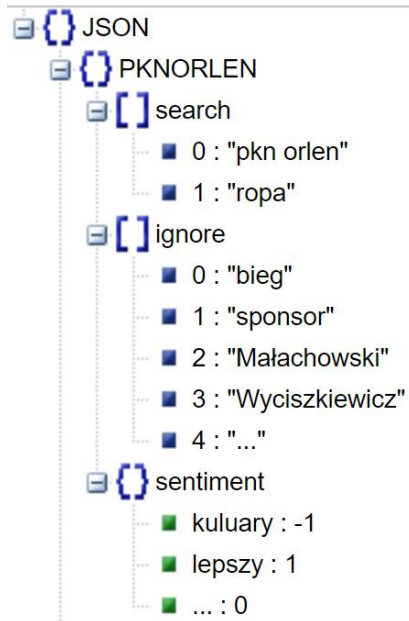 JSON
PKNORLEN
search
0 : "pkn orlen"
1 : "ropa"
ignore
0 : "bieg"
1 : "sponsor"
2 : "Małachowski"
3 : "Wyciszkiewicz"
4 : "..."
sentiment
kuluary : -1
lepszy : 1
... : 0